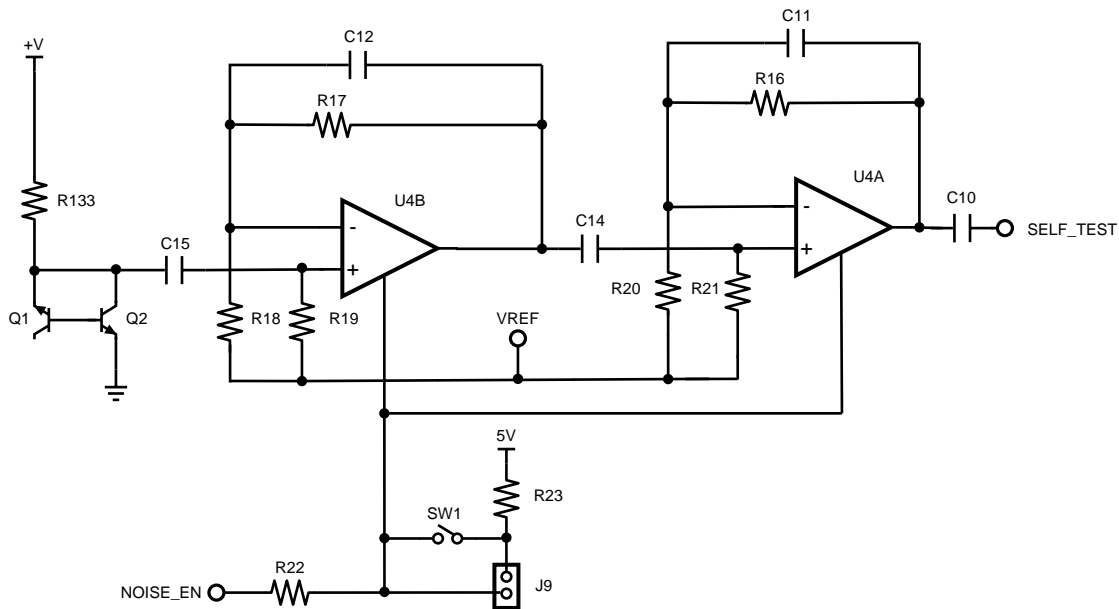 C11
C12
+V
R16
R17
U4A
U4B
R133
C10
-
-
C14
SELF_TEST
C15
+
+
R20
R21
Q1
Q2
R18
R19
VREF
5V
R23
SW1
R22
J9
NOISE_EN